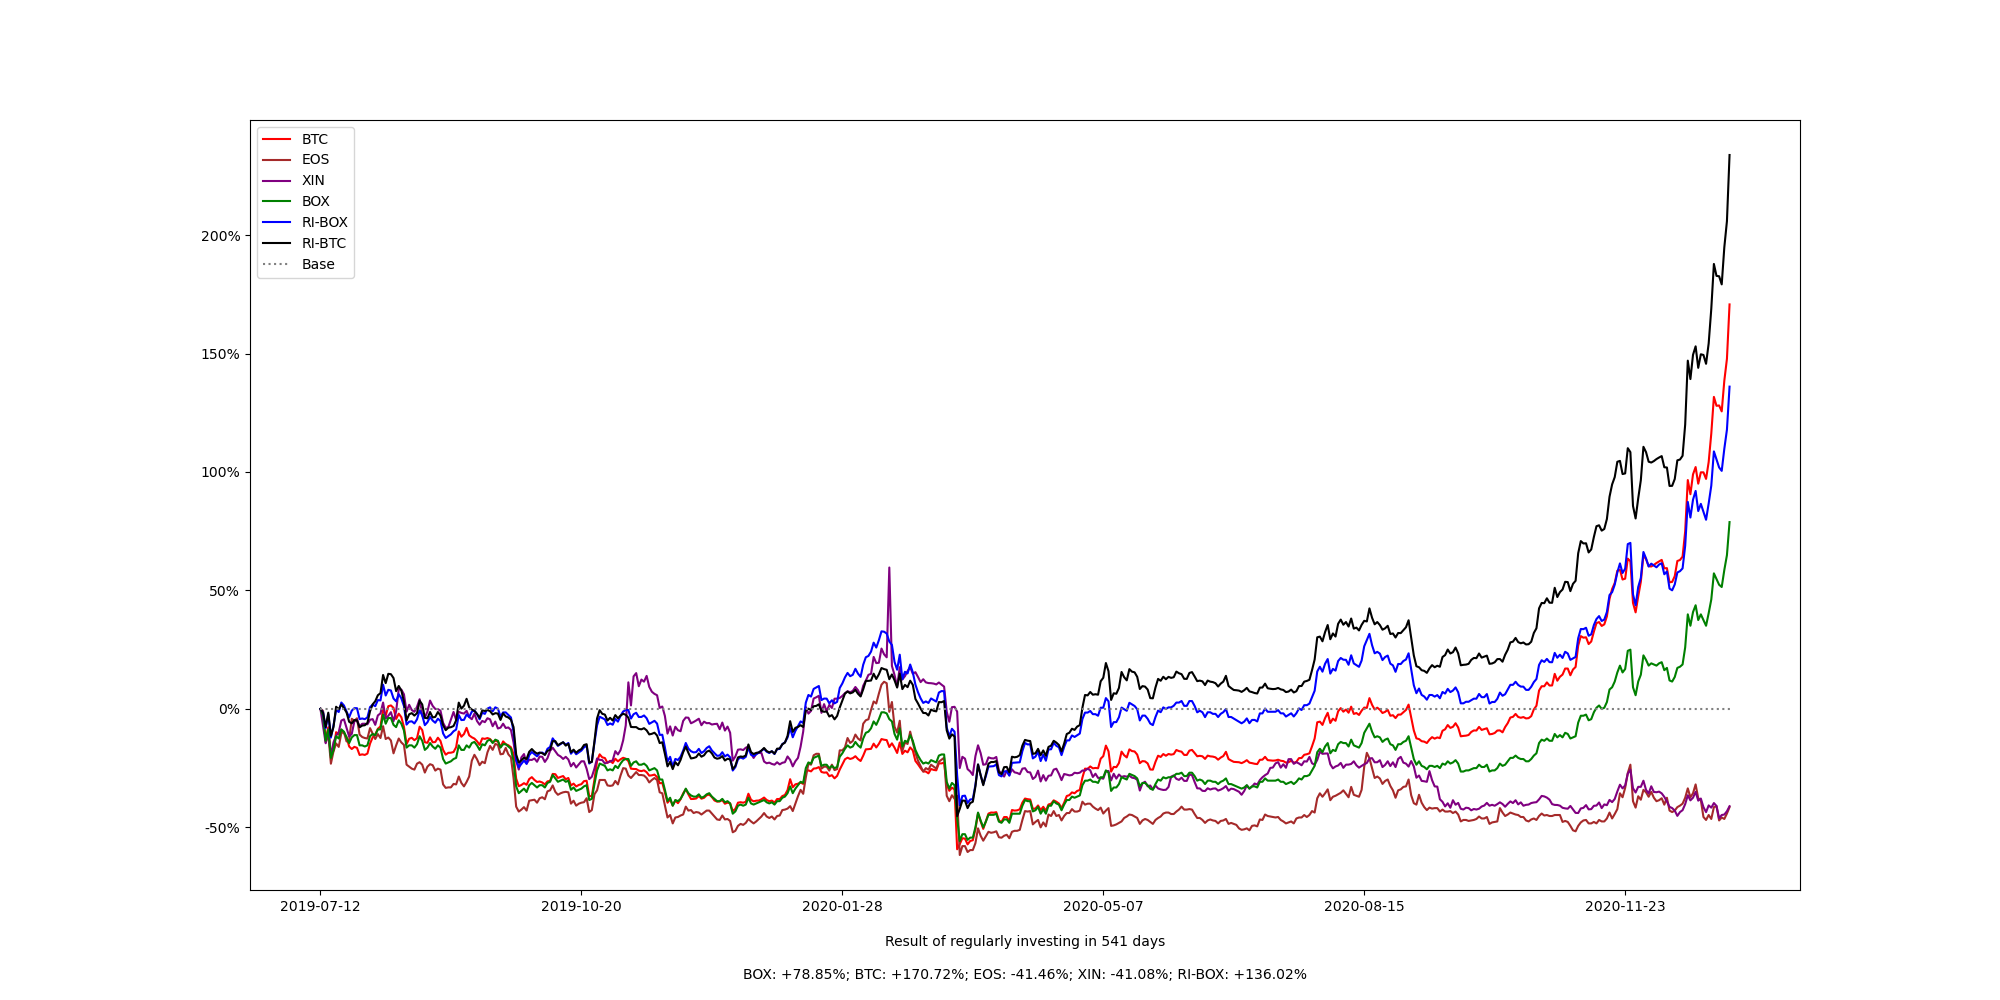 BTC
EOS
XIN
BOX
RI-BOX
RI-BTC
Base
200%
150%
100%
50%
0%
-50%
2019-07-12 2019-10-20 2020-01-28 2020-05-07 2020-08-15 2020-11-23
Result of regularly investing in 541 days
BOX: +78.85%; BTC: +170.72%; EOS: -41.46%; XIN: -41.08%; RI-BOX: +136.02%